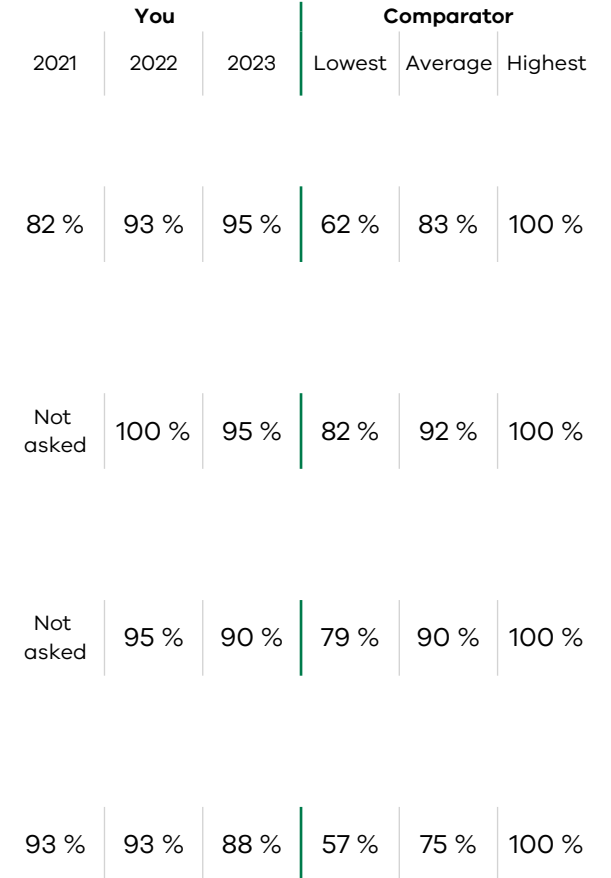 You Comparator
2021 2022 2023 Lowest Average Highest
82 % 93 % 95 % 62 % 83 % 100 %
Not
asked 100 % 95 % 82 % 92 % 100 %
Not
asked 95 % 90 % 79 % 90 % 100 %
93 % 93 % 88 % 57 % 75 % 100 %